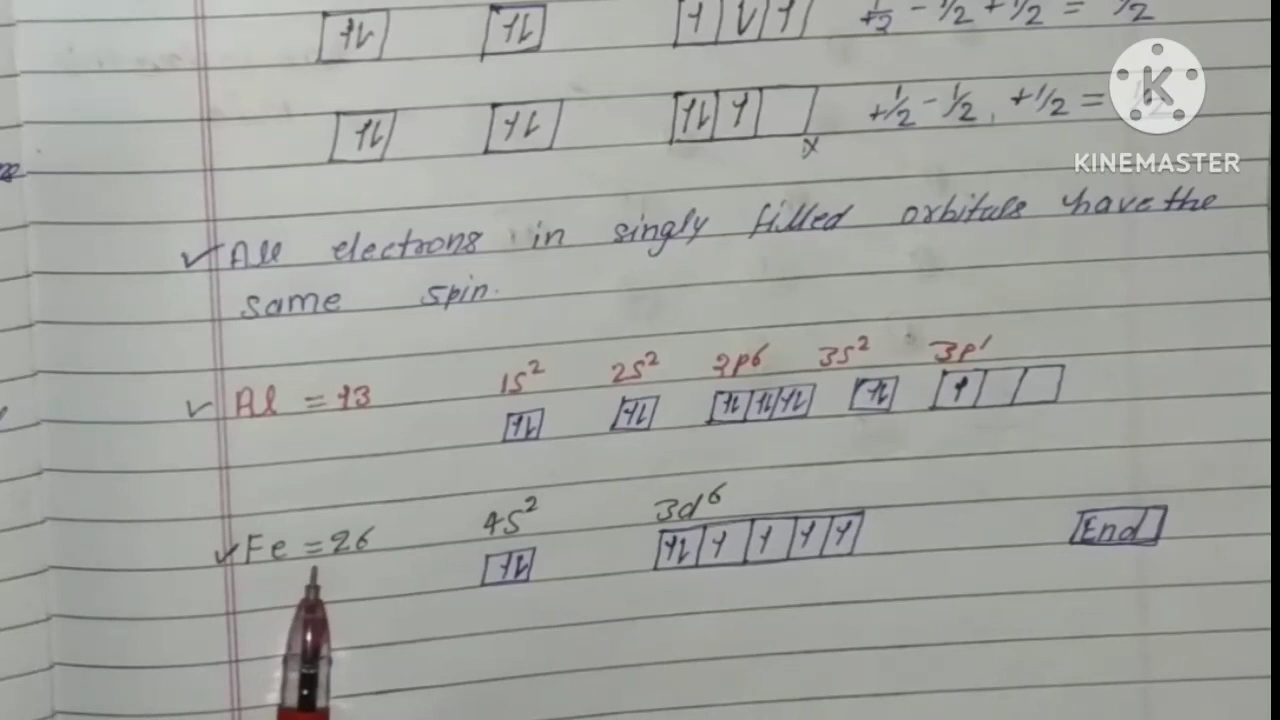 +1/2 - 1/2 + 1/2 = 1/2
+1/2 - 1/2, +1/2 =
x
K
KINEMASTER
✓ All electrons in singly filled orbitals have the
same spin.
1s² 2s² 2p⁶ 3s² 3p¹
✓ Al = 13
4s² 3d⁶
✓ Fe = 26
End